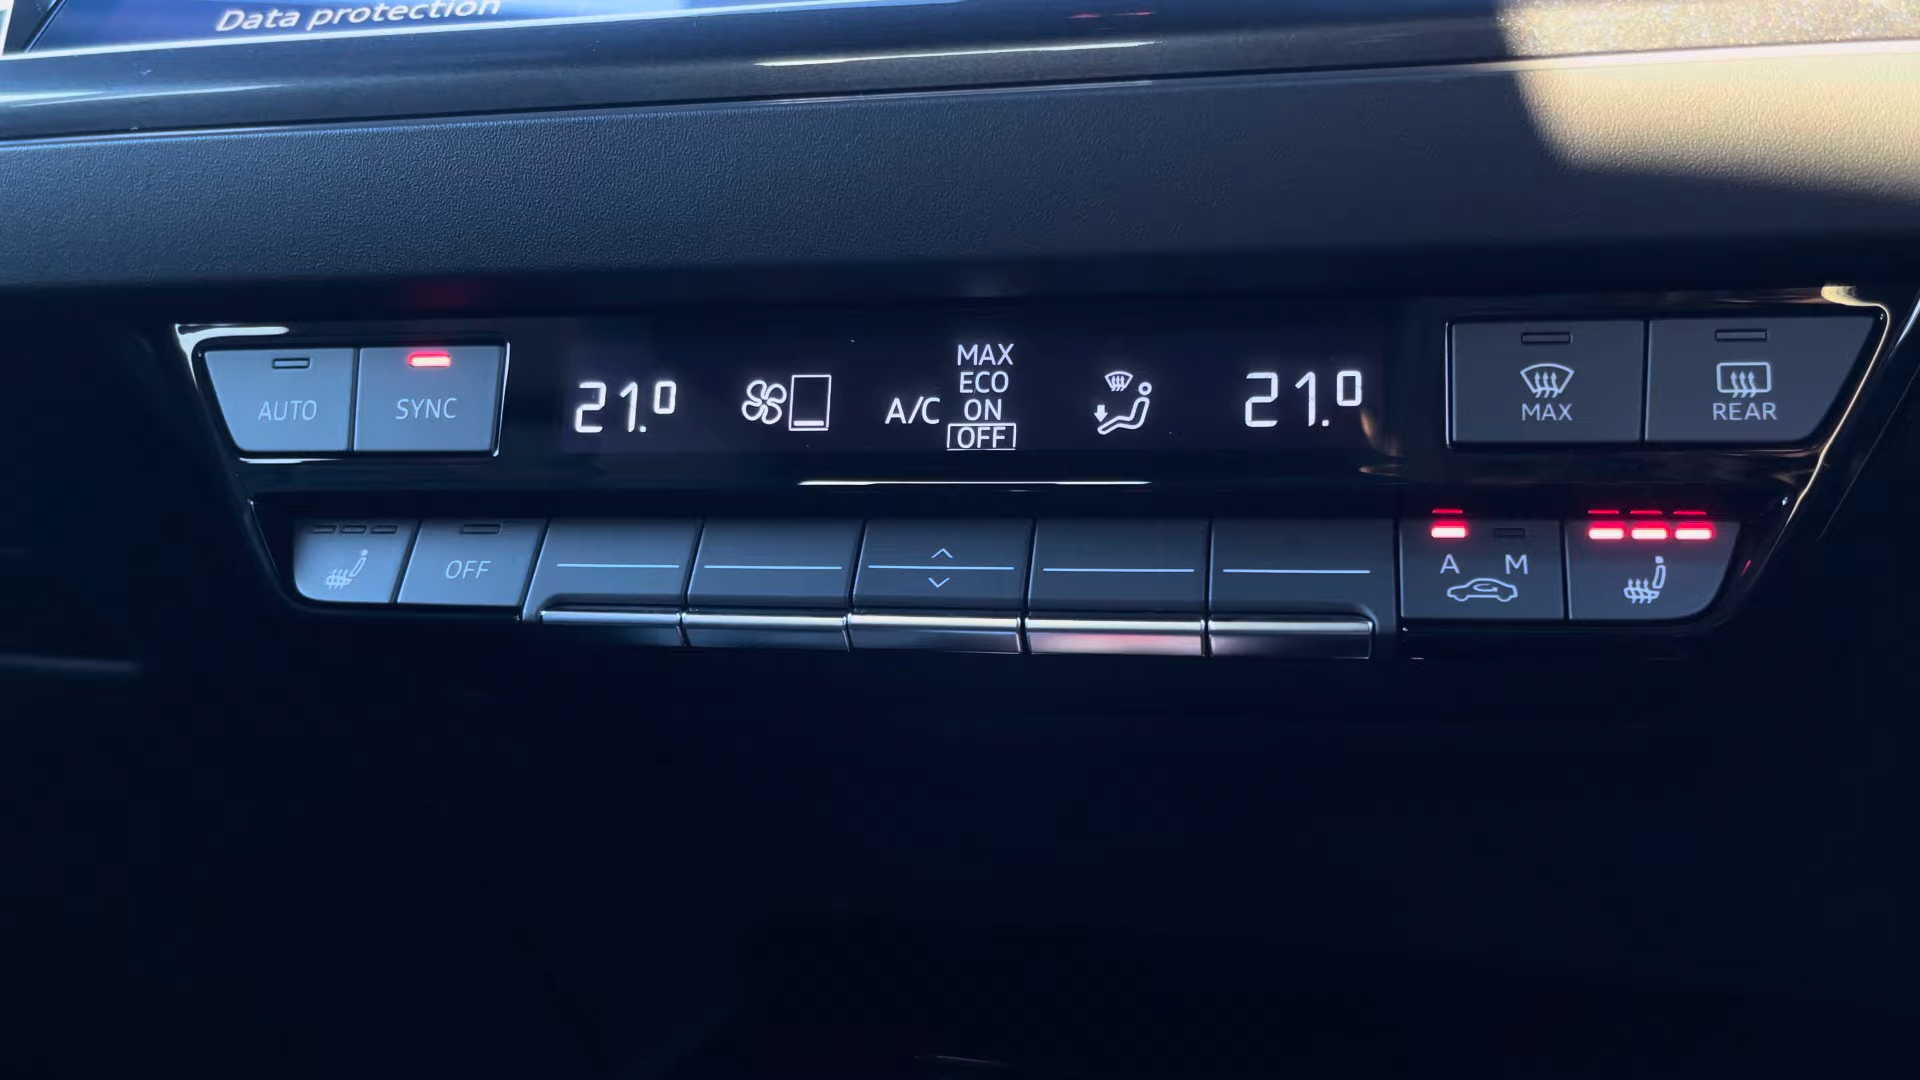 Data protection
AUTO
SYNC
21.0
A/C
MAX
ECO
ON
OFF
21.0
MAX
REAR
OFF
A
M